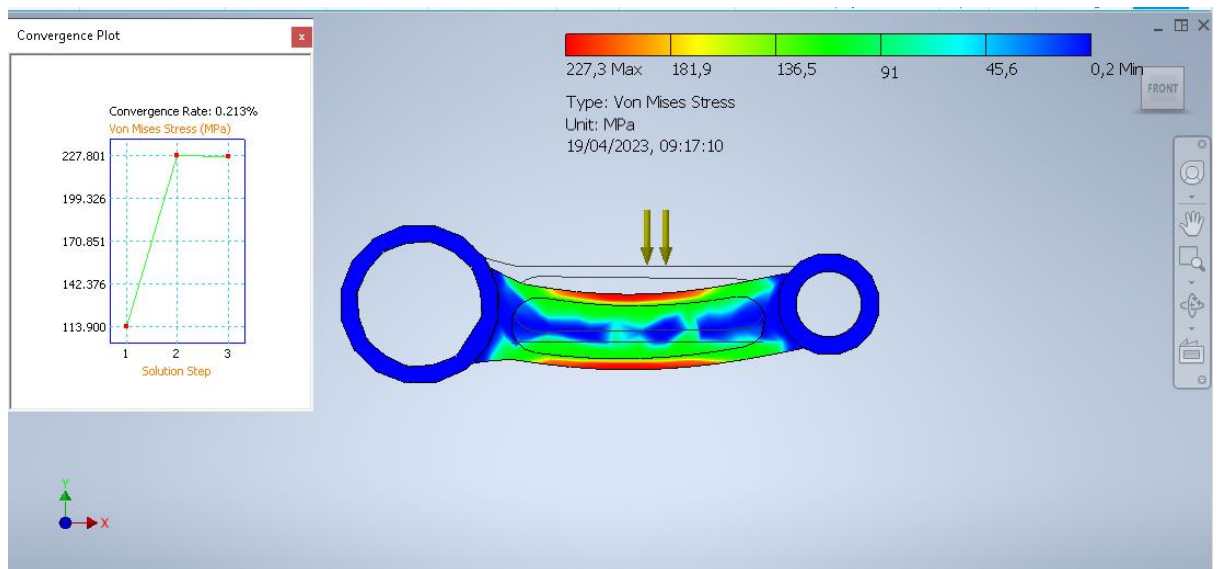 Convergence Plot
x
Convergence Rate: 0.213%
Von Mises Stress (MPa)
227.801
199.326
170.851
142.376
113.900
1 2 3
Solution Step
227,3 Max 181,9 136,5 91 45,6 0,2 Min
Type: Von Mises Stress
Unit: MPa
19/04/2023, 09:17:10
FRONT
Y
X